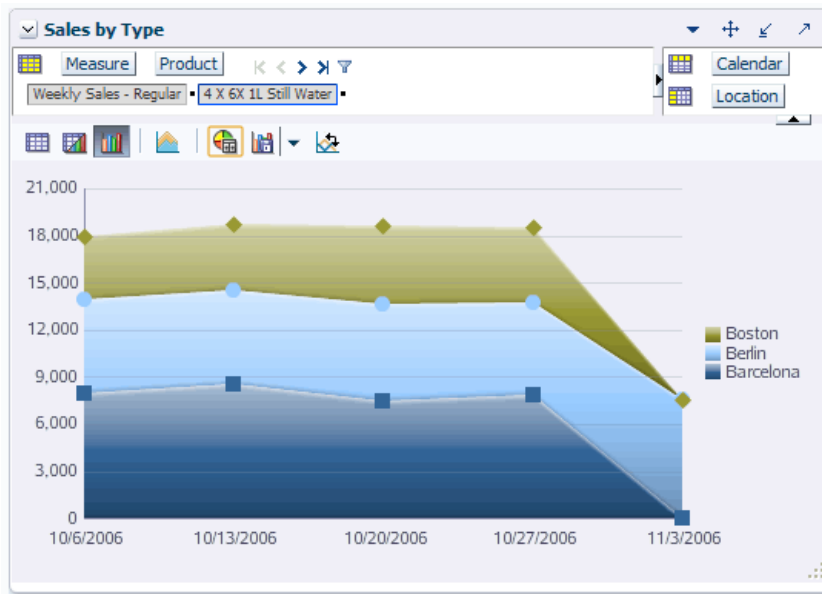 Sales by Type
Measure Product
Weekly Sales - Regular 4 X 6X 1L Still Water
Calendar
Location
21,000
18,000
15,000
12,000
9,000
6,000
3,000
0
10/6/2006 10/13/2006 10/20/2006 10/27/2006 11/3/2006
Boston
Berlin
Barcelona